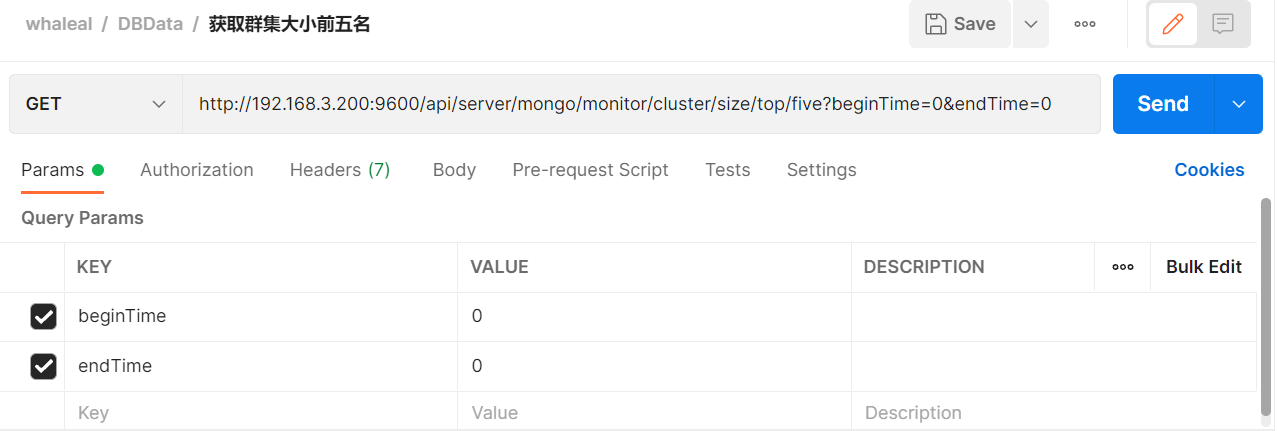 whaleal / DBData / 获取群集大小前五名
Save
GET
http://192.168.3.200:9600/api/server/mongo/monitor/cluster/size/top/five?beginTime=0&endTime=0
Send
Params Authorization Headers (7) Body Pre-request Script Tests Settings Cookies
Query Params
KEY VALUE DESCRIPTION Bulk Edit
beginTime 0
endTime 0
Key Value Description